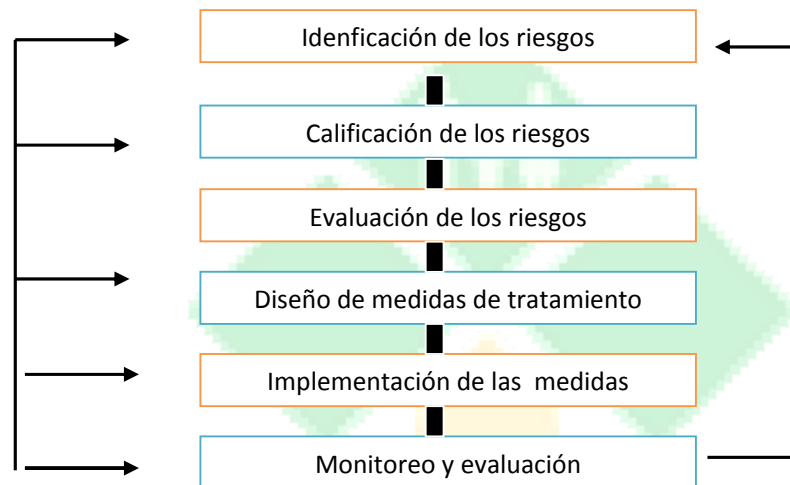 Idenficación de los riesgos
Calificación de los riesgos
Evaluación de los riesgos
Diseño de medidas de tratamiento
Implementación de las  medidas
Monitoreo y evaluación